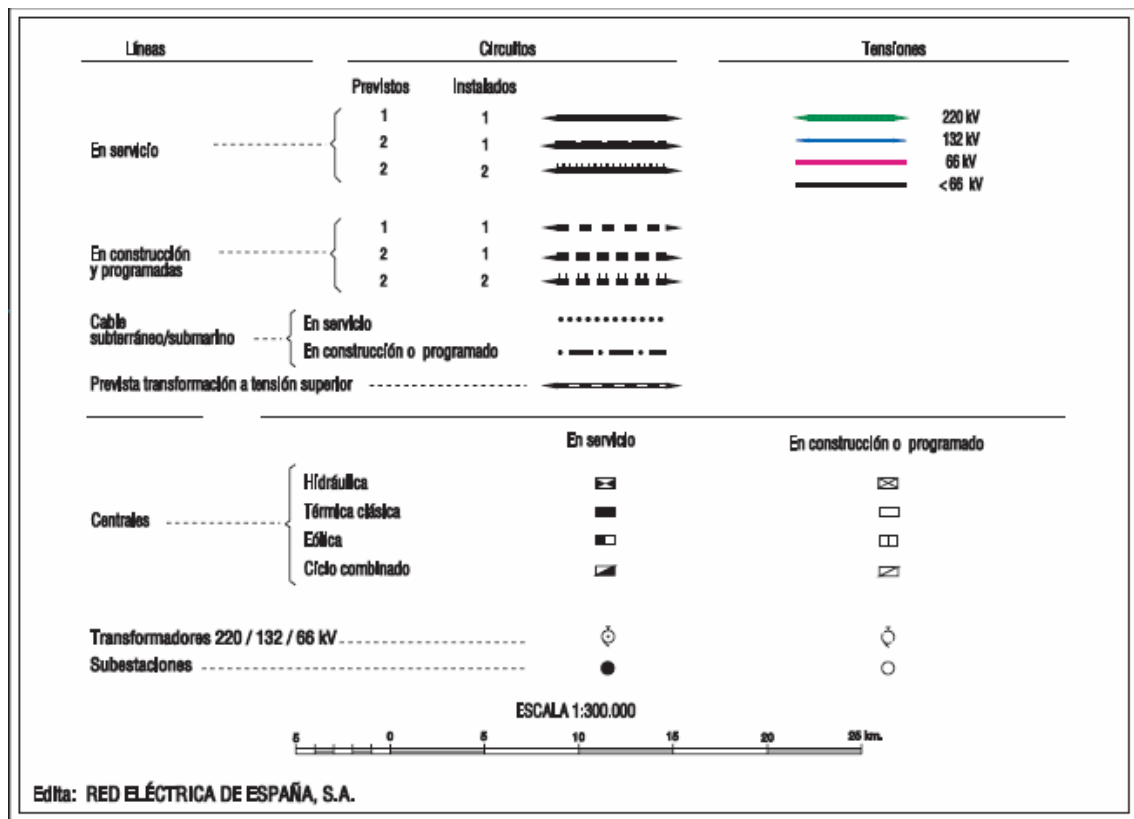 Líneas Circuitos Tensiones
Previstos Instalados
En servicio
1 1
2 1
2 2
220 kV
132 kV
66 kV
<66 kV
En construcción
y programadas
1 1
2 1
2 2
Cable
subterráneo/submarino
En servicio
En construcción o programado
Prevista transformación a tensión superior
En servicio En construcción o programado
Centrales
Hidráulica
Térmica clásica
Eólica
Ciclo combinado
Transformadores 220 / 132 / 66 kV
Subestaciones
ESCALA 1:300.000
5 0 5 10 15 20 25 km.
Edita: RED ELÉCTRICA DE ESPAÑA, S.A.